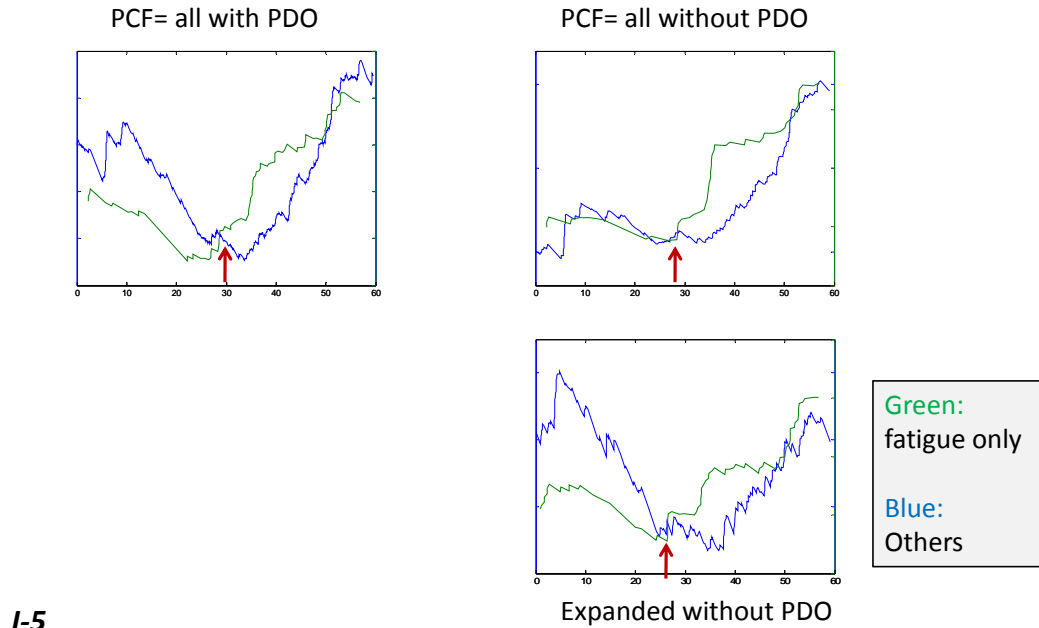 PCF= all with PDO
PCF= all without PDO
0 10 20 30 40 50 60
0 10 20 30 40 50 60
0 10 20 30 40 50 60
Green:
fatigue only
Blue:
Others
Expanded without PDO
I-5